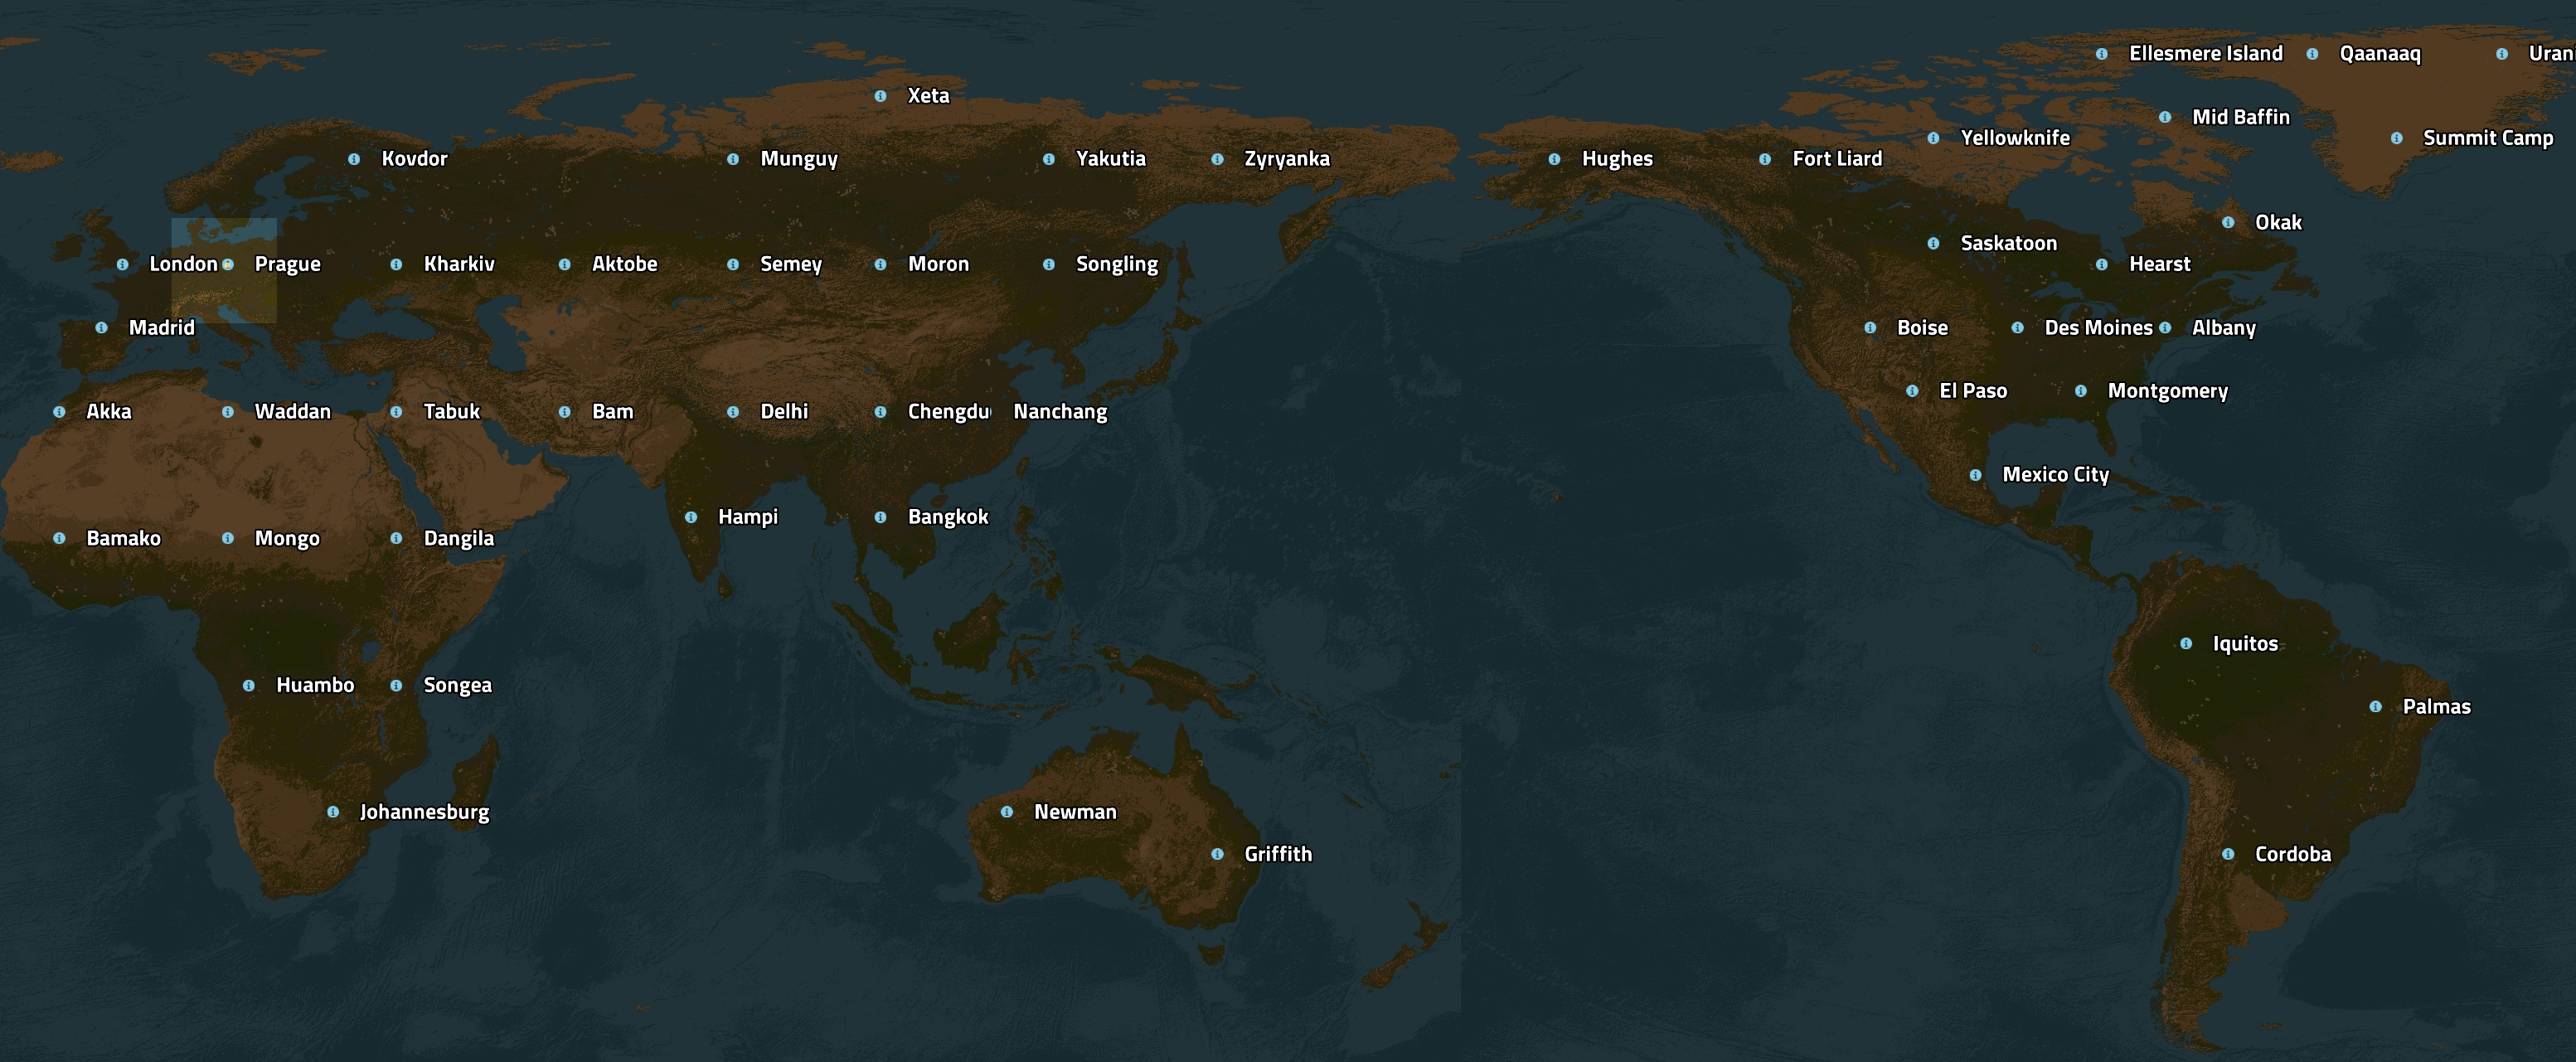 Ellesmere Island
Qaanaaq
Uran
Xeta
Mid Baffin
Yellowknife
Summit Camp
Kovdor
Munguy
Yakutia
Zyryanka
Hughes
Fort Liard
Okak
Saskatoon
London
Prague
Kharkiv
Aktobe
Semey
Moron
Songling
Hearst
Madrid
Boise
Des Moines
Albany
El Paso
Montgomery
Akka
Waddan
Tabuk
Bam
Delhi
Chengdu
Nanchang
Mexico City
Hampi
Bangkok
Bamako
Mongo
Dangila
Iquitos
Huambo
Songea
Palmas
Johannesburg
Newman
Griffith
Cordoba